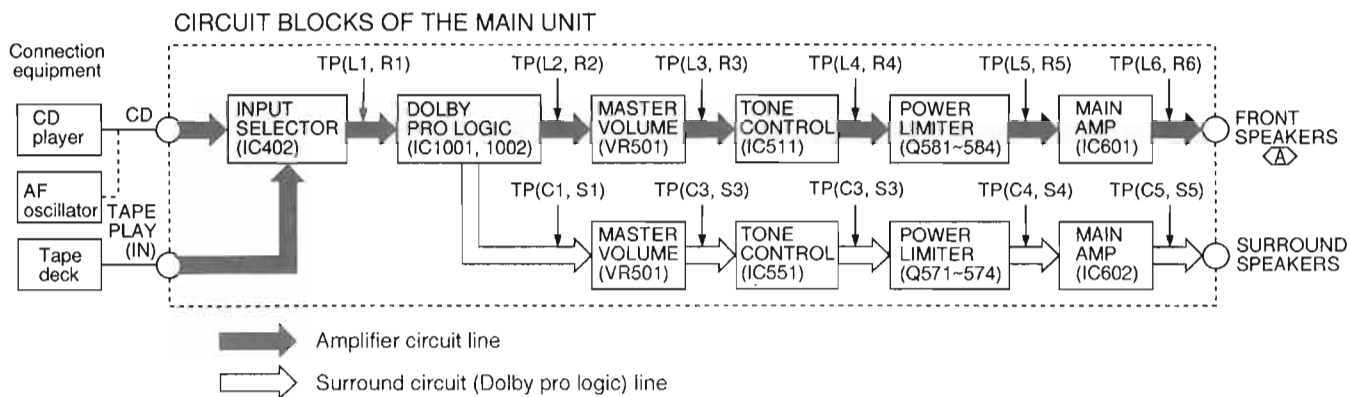 CIRCUIT BLOCKS OF THE MAIN UNIT
Connection
equipment
CD
player
CD
AF
oscillator
TAPE
PLAY
(IN)
Tape
deck
TP(L1, R1)
TP(L2, R2)
TP(L3, R3)
TP(L4, R4)
TP(L5, R5)
TP(L6, R6)
INPUT
SELECTOR
(IC402)
DOLBY
PRO LOGIC
(IC1001, 1002)
MASTER
VOLUME
(VR501)
TONE
CONTROL
(IC511)
POWER
LIMITER
(Q581~584)
MAIN
AMP
(IC601)
FRONT
SPEAKERS
A
TP(C1, S1)
TP(C3, S3)
TP(C3, S3)
TP(C4, S4)
TP(C5, S5)
MASTER
VOLUME
(VR501)
TONE
CONTROL
(IC551)
POWER
LIMITER
(Q571~574)
MAIN
AMP
(IC602)
SURROUND
SPEAKERS
Amplifier circuit line
Surround circuit (Dolby pro logic) line